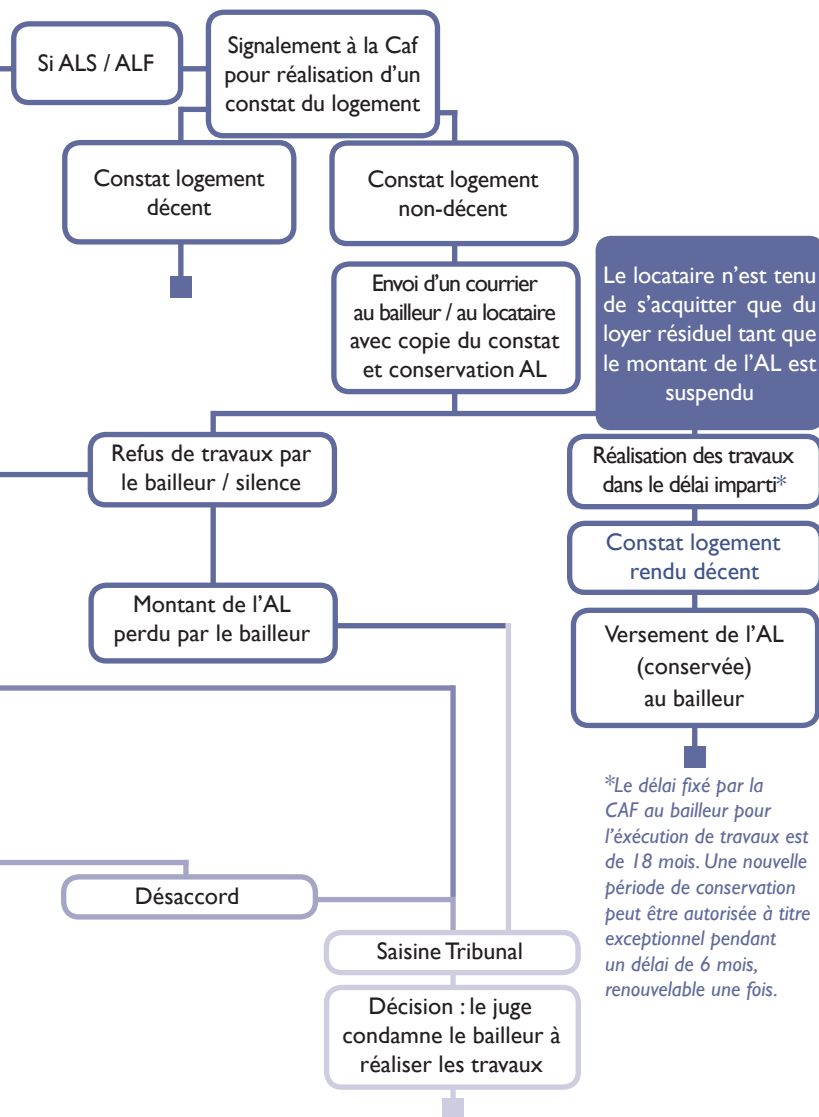 Si ALS / ALF
Signalement à la Caf
pour réalisation d'un
constat du logement
Constat logement
décent
Constat logement
non-décent
Envoi d'un courrier
au bailleur / au locataire
avec copie du constat
et conservation AL
Le locataire n'est tenu
de s'acquitter que du
loyer résiduel tant que
le montant de l'AL est
suspendu
Refus de travaux par
le bailleur / silence
Réalisation des travaux
dans le délai imparti*
Constat logement
rendu décent
Montant de l'AL
perdu par le bailleur
Versement de l'AL
(conservée)
au bailleur
*Le délai fixé par la
CAF au bailleur pour
l'éxécution de travaux est
de 18 mois. Une nouvelle
période de conservation
peut être autorisée à titre
exceptionnel pendant
un délai de 6 mois,
renouvelable une fois.
Désaccord
Saisine Tribunal
Décision : le juge
condamne le bailleur à
réaliser les travaux